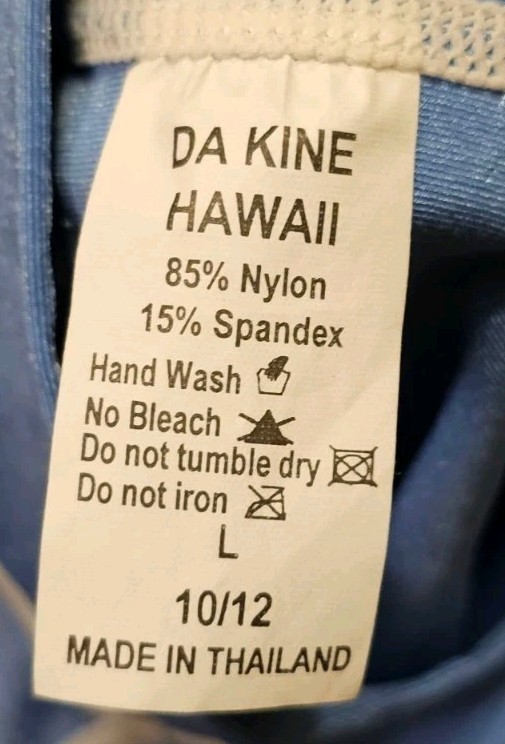 DA KINE
HAWAII
85% Nylon
15% Spandex
Hand Wash
No Bleach
Do not tumble dry
Do not iron
L
10/12
MADE IN THAILAND